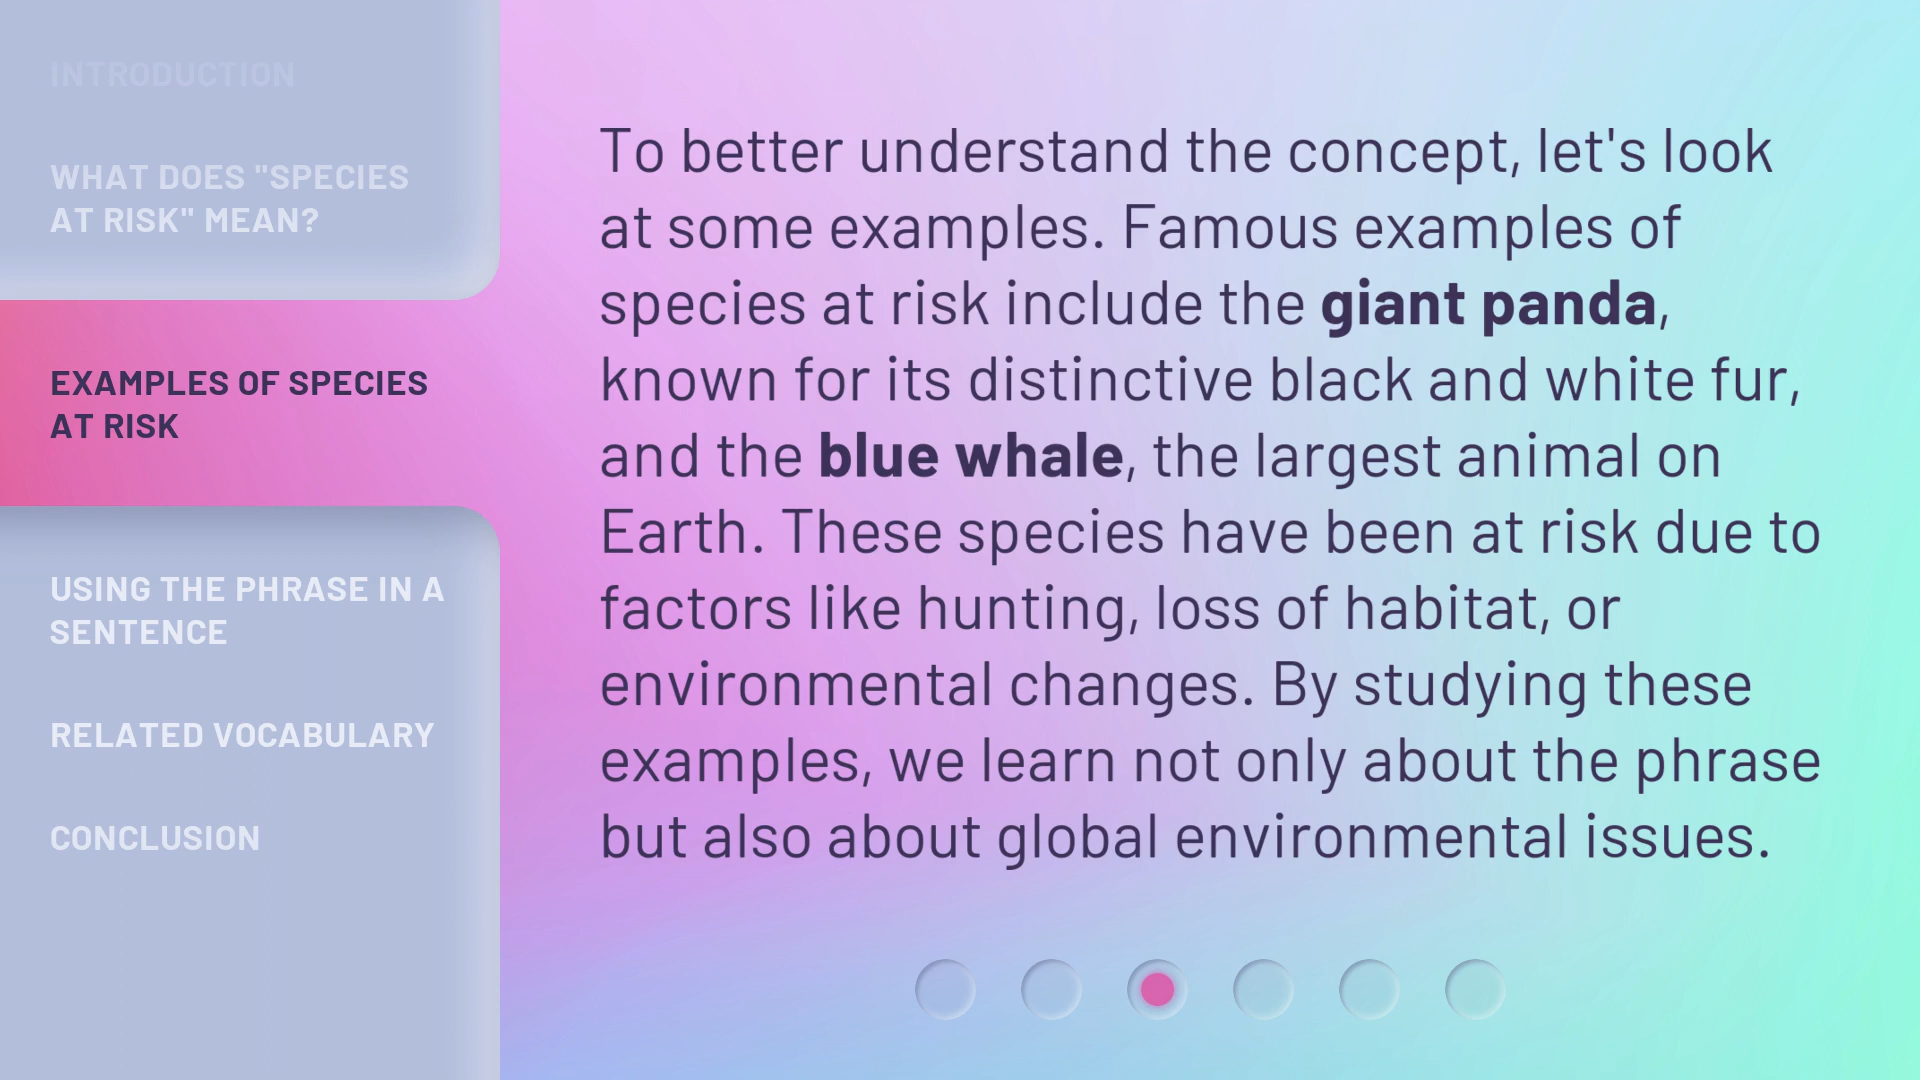 INTRODUCTION
WHAT DOES "SPECIES
AT RISK" MEAN?
EXAMPLES OF SPECIES
AT RISK
USING THE PHRASE IN A
SENTENCE
RELATED VOCABULARY
CONCLUSION
To better understand the concept, let's look
at some examples. Famous examples of
species at risk include the giant panda,
known for its distinctive black and white fur,
and the blue whale, the largest animal on
Earth. These species have been at risk due to
factors like hunting, loss of habitat, or
environmental changes. By studying these
examples, we learn not only about the phrase
but also about global environmental issues.